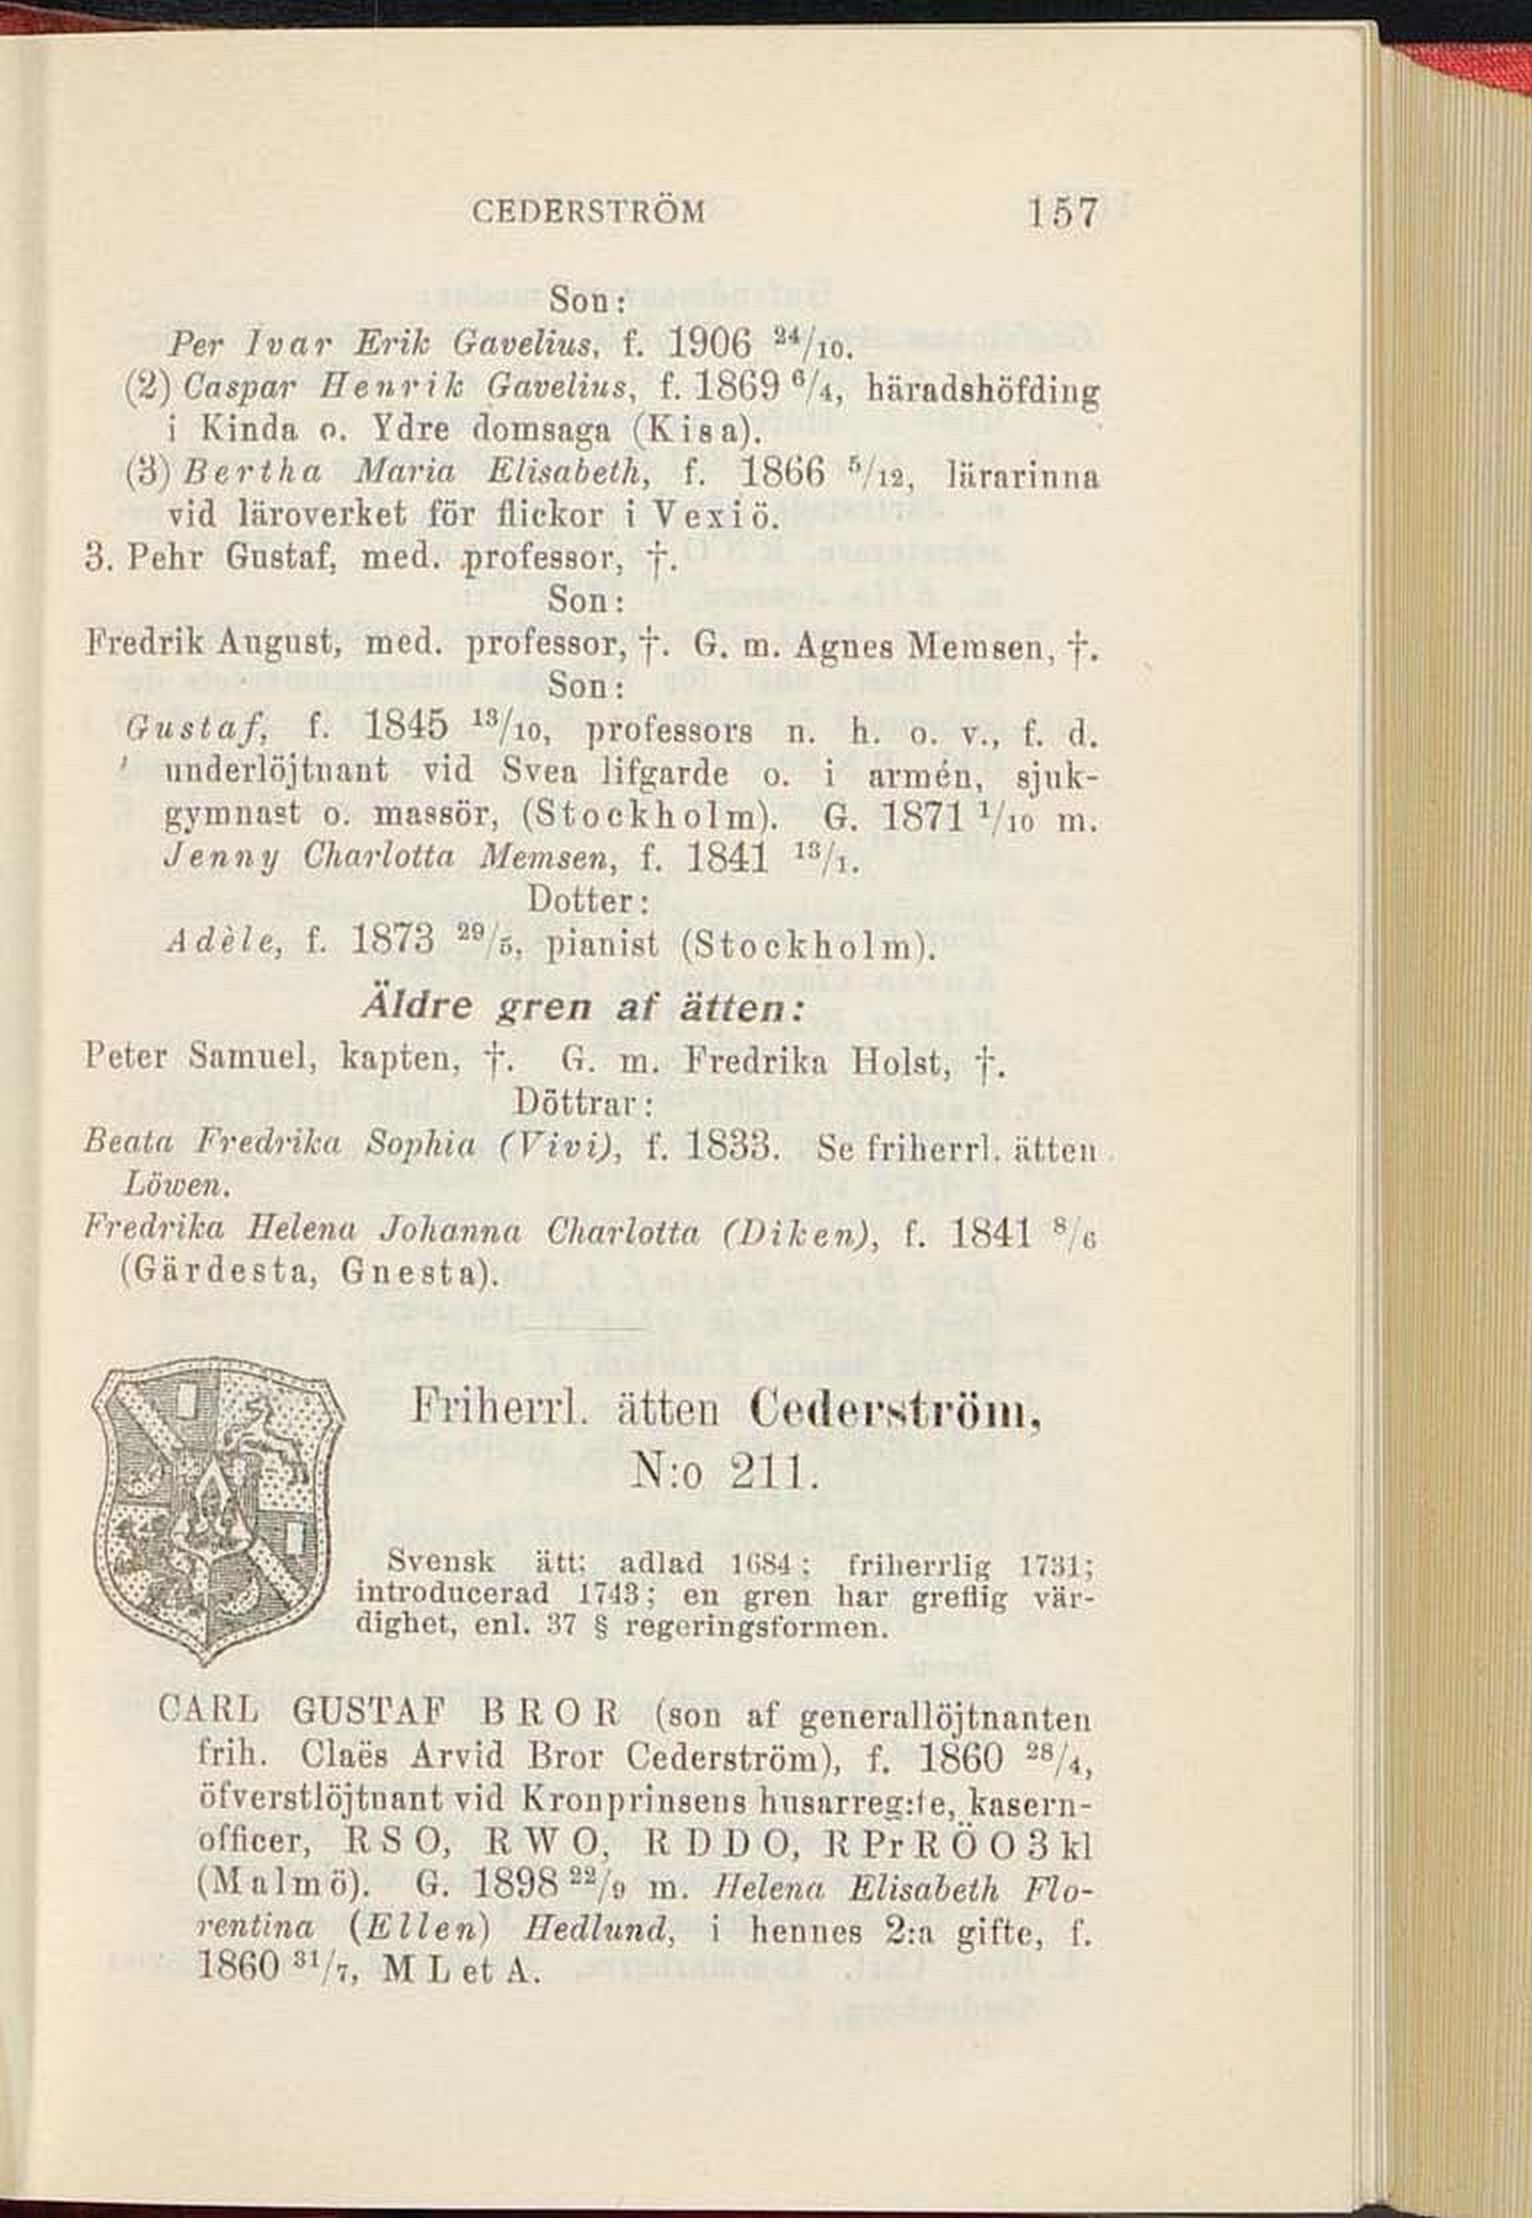 CEDERSTRÖM 157
Son:
Per Ivar Erik Gavelius, f. 1906 24/10.
(2) Caspar Henrik Gavelius, f. 1869 6/4, häradshöfding
i Kinda o. Ydre domsaga (Kisa).
(3) Bertha Maria Elisabeth, f. 1866 5/12, lärarinna
vid läroverket för flickor i Vexiö.
3. Pehr Gustaf, med. professor, †.
Son:
Fredrik August, med. professor, †. G. m. Agnes Memsen, †.
Son:
Gustaf, f. 1845 13/10, professors n. h. o. v., f. d.
underlöjtnant vid Svea lifgarde o. i armén, sjuk-
gymnast o. massör, (Stockholm). G. 1871 1/10 m.
Jenny Charlotta Memsen, f. 1841 13/1.
Dotter:
Adèle, f. 1873 29/5, pianist (Stockholm).
Äldre gren af ätten:
Peter Samuel, kapten, †. G. m. Fredrika Holst, †.
Döttrar:
Beata Fredrika Sophia (Vivi), f. 1833. Se friherrl. ätten
Löwen.
Fredrika Helena Johanna Charlotta (Diken), f. 1841 8/6
(Gärdesta, Gnesta).
Friherrl. ätten Cederström,
N:o 211.
Svensk ätt; adlad 1684; friherrlig 1731;
introducerad 1743; en gren har greflig vär-
dighet, enl. 37 § regeringsformen.
CARL GUSTAF BROR (son af generallöjtnanten
frih. Claës Arvid Bror Cederström), f. 1860 28/4,
öfverstlöjtnant vid Kronprinsens husarreg:te, kasern-
officer, R S O, R W O, R D D O, R Pr R Ö O 3 kl
(Malmö). G. 1898 22/9 m. Helena Elisabeth Flo-
rentina (Ellen) Hedlund, i hennes 2:a gifte, f.
1860 31/7, M L et A.